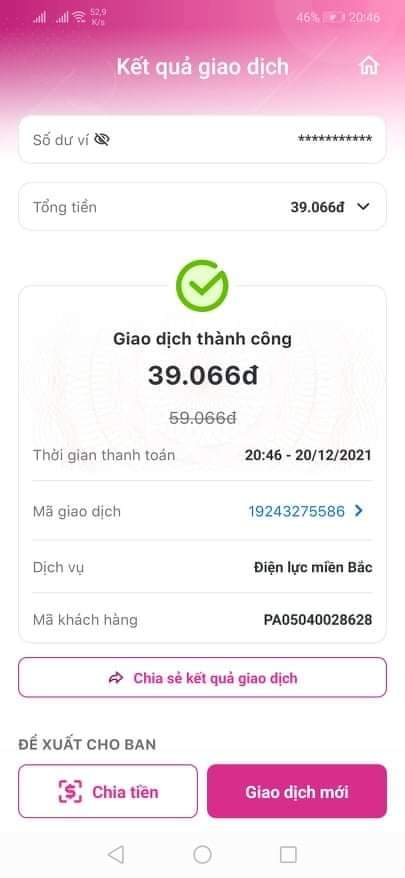 52,9
K/s
46% 20:46
Kết quả giao dịch
Số dư ví ***********
Tổng tiền 39.066đ
Giao dịch thành công
39.066đ
59.066đ
Thời gian thanh toán 20:46 - 20/12/2021
Mã giao dịch 19243275586
Dịch vụ Điện lực miền Bắc
Mã khách hàng PA05040028628
Chia sẻ kết quả giao dịch
ĐỀ XUẤT CHO BẠN
Chia tiền Giao dịch mới